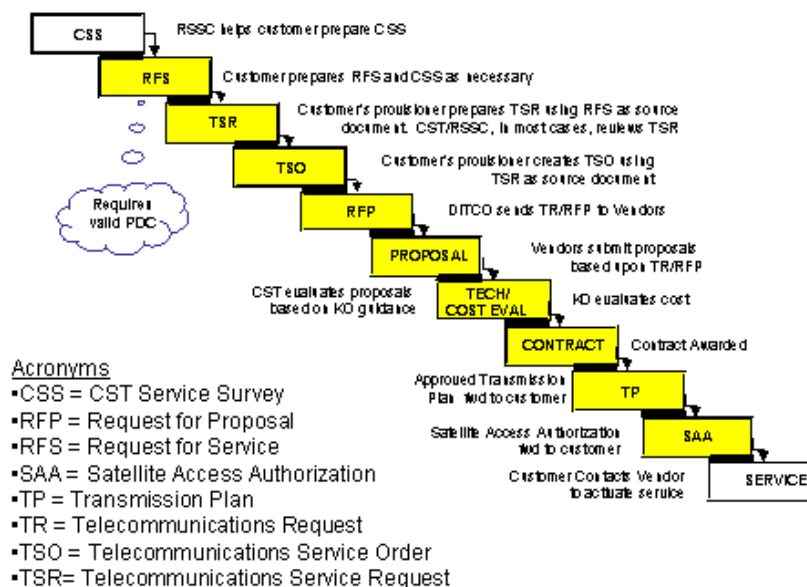 CSS
RSSC helps customer prepare CSS
RFS
Customer prepares RFS and CSS as necessary
TSR
Customer's provisioner prepares TSR using RFS as source
document. CST/RSSC, in most cases, reviews TSR
TSO
Customer's provisioner creates TSO using
TSR as source document
Requires
valid PDC
RFP
DITCO sends TR/RFP to Vendors
PROPOSAL
Vendors submit proposals
based upon TR/RFP
CST evaluates proposals
based on KO guidance
TECH/
COST EVAL
KO evaluates cost
CONTRACT
Contract Awarded
Approved Transmission
Plan fwd to customer
TP
Satellite Access Authorization
fwd to customer
SAA
Customer Contacts Vendor
to activate service
SERVICE
Acronyms
▪CSS = CST Service Survey
▪RFP = Request for Proposal
▪RFS = Request for Service
▪SAA = Satellite Access Authorization
▪TP = Transmission Plan
▪TR = Telecommunications Request
▪TSO = Telecommunications Service Order
▪TSR= Telecommunications Service Request